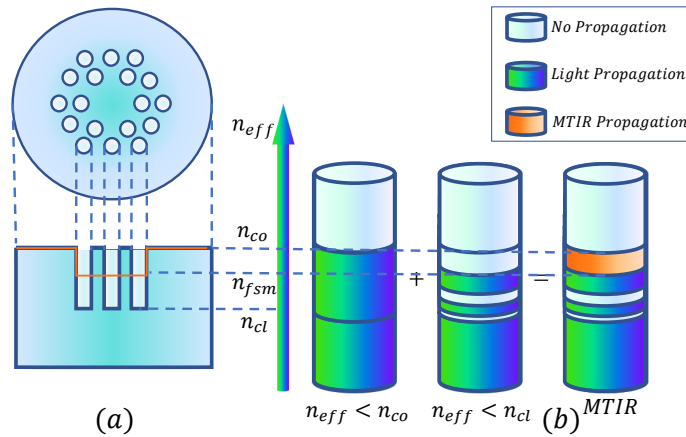 No Propagation
Light Propagation
MTIR Propagation
n_eff
n_co
n_fsm
n_cl
+
=
n_eff < n_co
n_eff < n_cl
MTIR
(a)
(b)